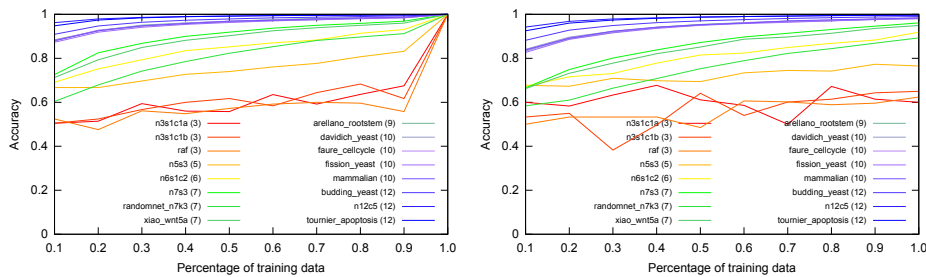 1
0.8
0.6
0.4
0.2
0
Accuracy
0.1 0.2 0.3 0.4 0.5 0.6 0.7 0.8 0.9 1.0
Percentage of training data
n3s1c1a (3)
n3s1c1b (3)
raf (3)
n5s3 (5)
n6s1c2 (6)
n7s3 (7)
randomnet_n7k3 (7)
xiao_wnt5a (7)
arellano_rootstem (9)
davidich_yeast (10)
faure_cellcycle (10)
fission_yeast (10)
mammalian (10)
budding_yeast (12)
n12c5 (12)
tournier_apoptosis (12)
1
0.8
0.6
0.4
0.2
0
Accuracy
0.1 0.2 0.3 0.4 0.5 0.6 0.7 0.8 0.9 1.0
Percentage of training data
n3s1c1a (3)
n3s1c1b (3)
raf (3)
n5s3 (5)
n6s1c2 (6)
n7s3 (7)
randomnet_n7k3 (7)
xiao_wnt5a (7)
arellano_rootstem (9)
davidich_yeast (10)
faure_cellcycle (10)
fission_yeast (10)
mammalian (10)
budding_yeast (12)
n12c5 (12)
tournier_apoptosis (12)